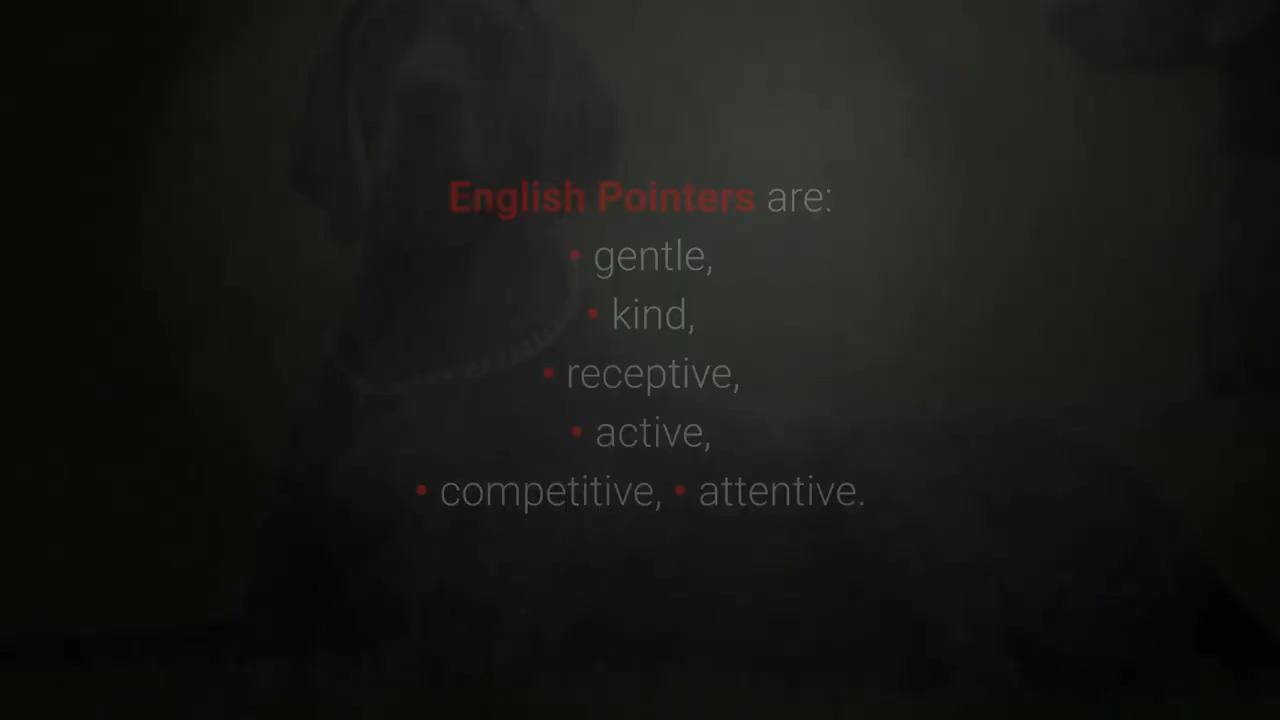 English Pointers are:
• gentle,
• kind,
• receptive,
• active,
• competitive, • attentive.